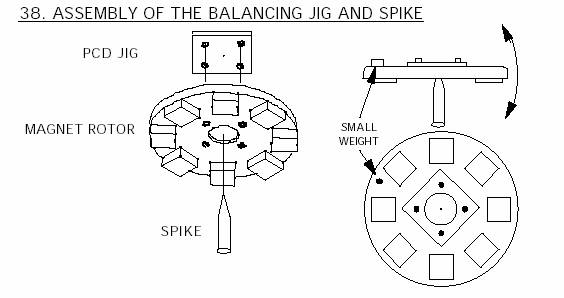 38. ASSEMBLY OF THE BALANCING JIG AND SPIKE
PCD JIG
MAGNET ROTOR
SPIKE
SMALL
WEIGHT